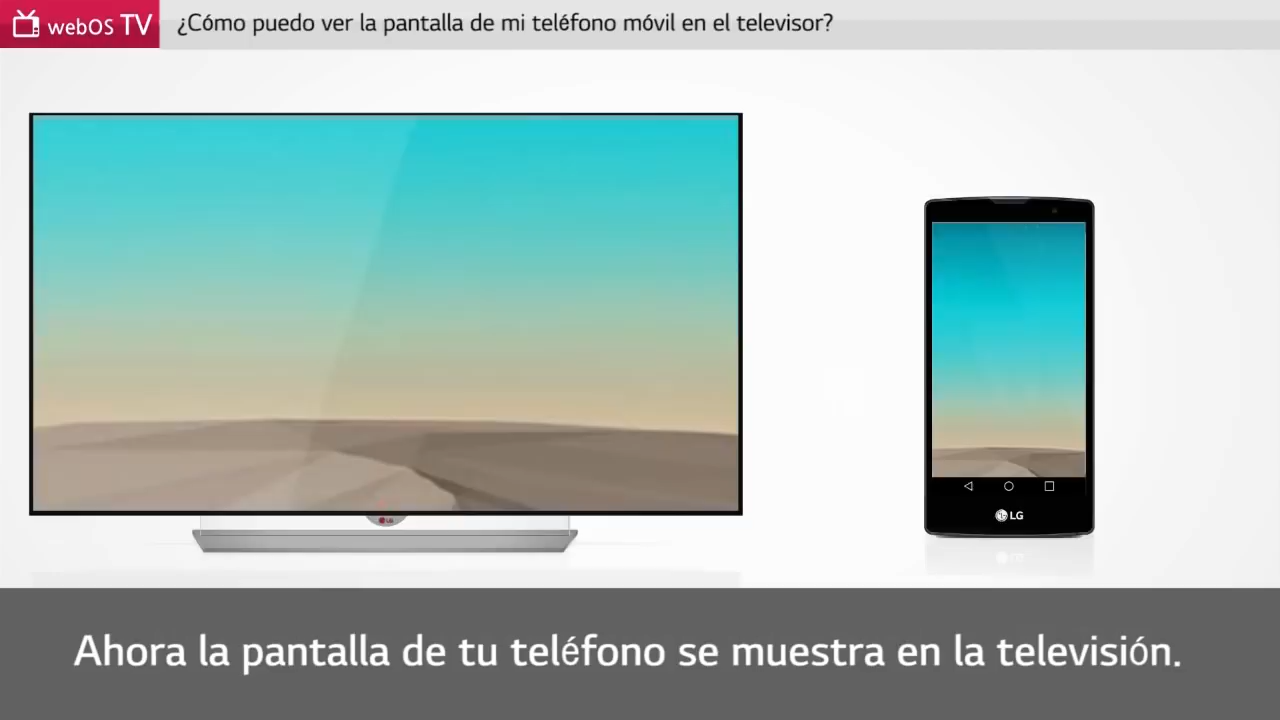 webOS TV
¿Cómo puedo ver la pantalla de mi teléfono móvil en el televisor?
LG
LG
Ahora la pantalla de tu teléfono se muestra en la televisión.